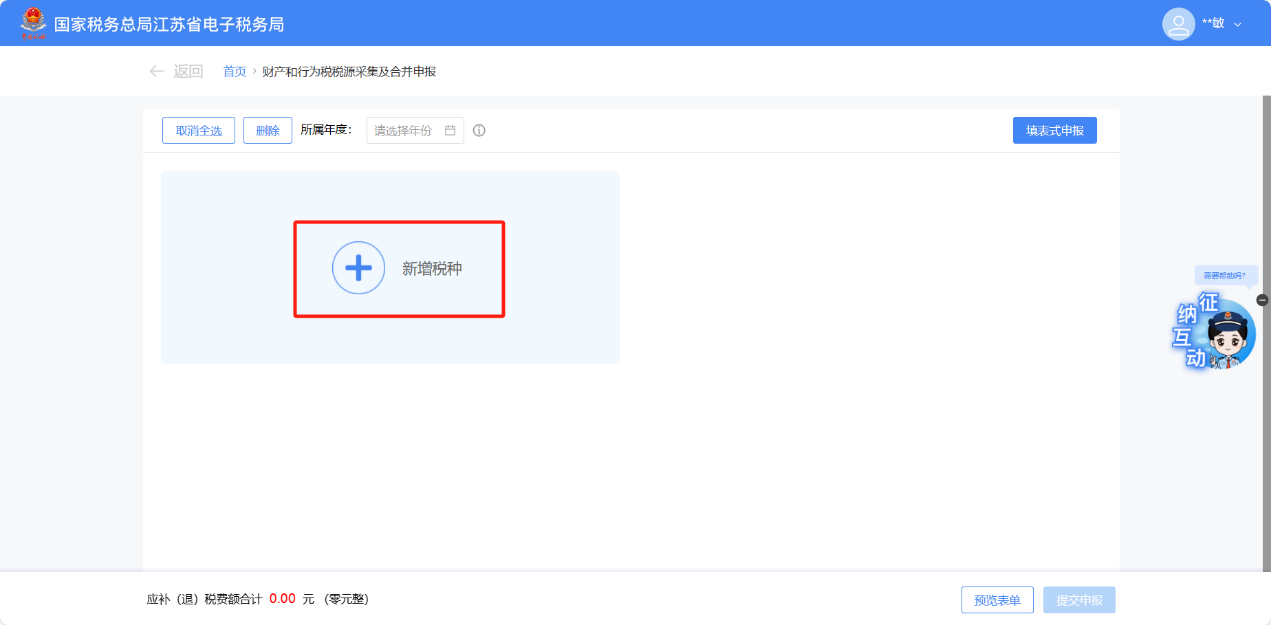 国家税务总局江苏省电子税务局
**敏
返回 首页 › 财产和行为税税源采集及合并申报
取消全选 删除 所属年度： 请选择年份 填表式申报
新增税种
需要帮助吗?
征纳互动
应补（退）税费额合计 0.00 元 （零元整）
预览表单 提交申报